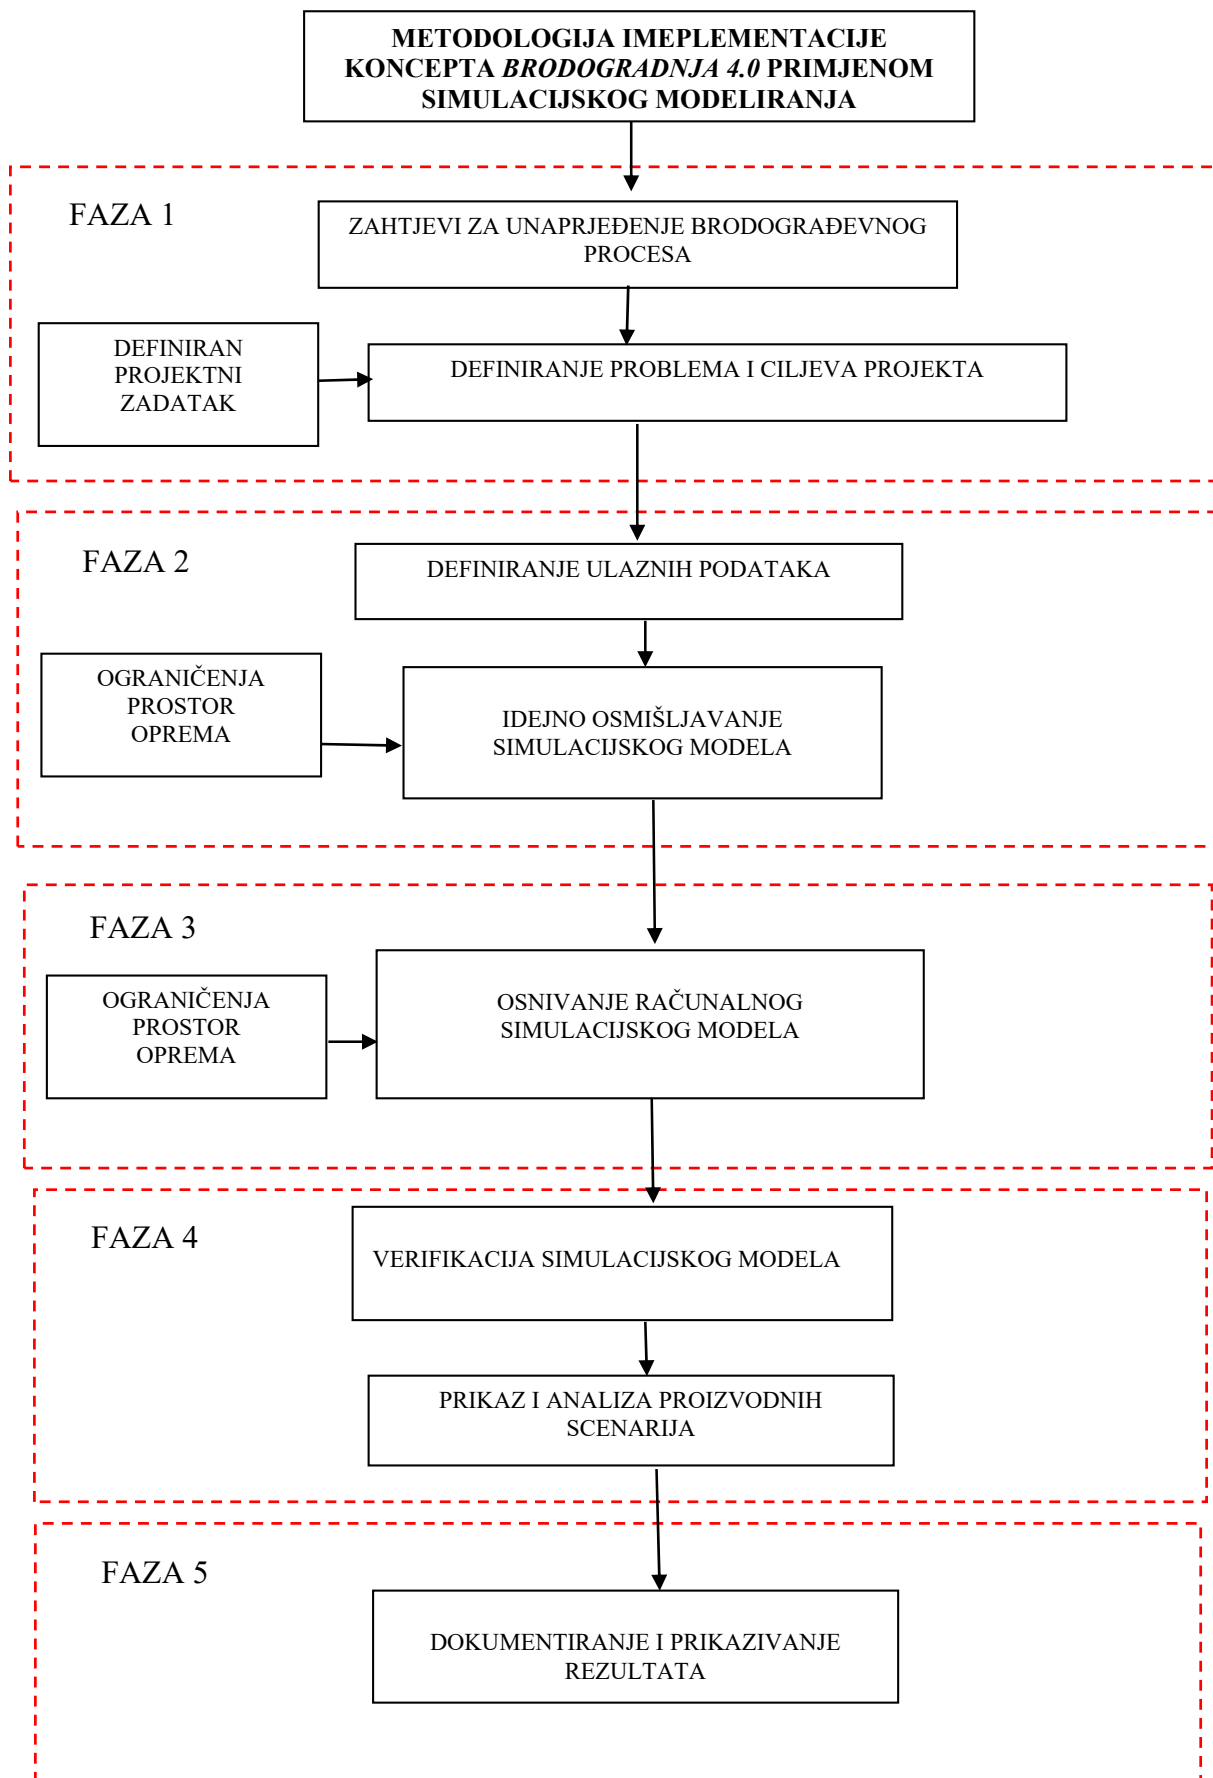 METODOLOGIJA IMEPLEMENTACIJE
KONCEPTA BRODOGRADNJA 4.0 PRIMJENOM
SIMULACIJSKOG MODELIRANJA
FAZA 1
ZAHTJEVI ZA UNAPRJEĐENJE BRODOGRAĐEVNOG
PROCESA
DEFINIRAN
PROJEKTNI
ZADATAK
DEFINIRANJE PROBLEMA I CILJEVA PROJEKTA
FAZA 2
DEFINIRANJE ULAZNIH PODATAKA
OGRANIČENJA
PROSTOR
OPREMA
IDEJNO OSMIŠLJAVANJE
SIMULACIJSKOG MODELA
FAZA 3
OGRANIČENJA
PROSTOR
OPREMA
OSNIVANJE RAČUNALNOG
SIMULACIJSKOG MODELA
FAZA 4
VERIFIKACIJA SIMULACIJSKOG MODELA
PRIKAZ I ANALIZA PROIZVODNIH
SCENARIJA
FAZA 5
DOKUMENTIRANJE I PRIKAZIVANJE
REZULTATA